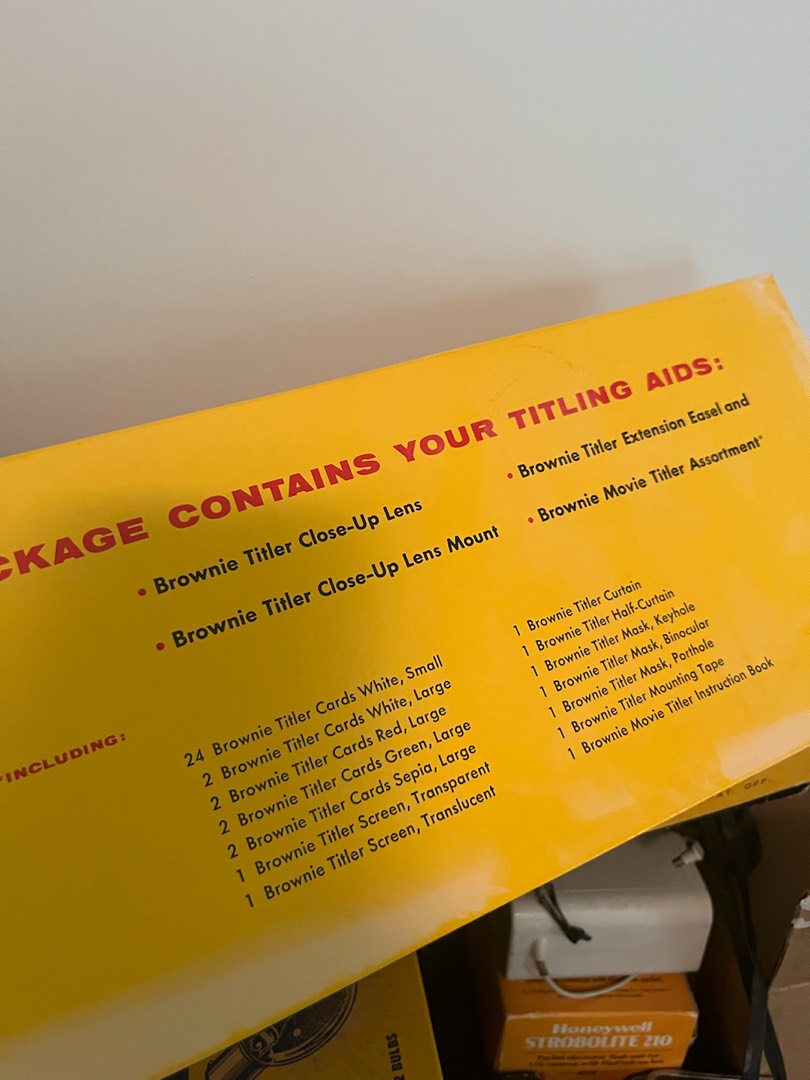 CKAGE CONTAINS YOUR TITLING AIDS:
• Brownie Titler Close-Up Lens
• Brownie Titler Close-Up Lens Mount
• Brownie Titler Extension Easel and
• Brownie Movie Titler Assortment*
*INCLUDING:
24 Brownie Titler Cards White, Small
2 Brownie Titler Cards White, Large
2 Brownie Titler Cards Red, Large
2 Brownie Titler Cards Green, Large
2 Brownie Titler Cards Sepia, Large
1 Brownie Titler Screen, Transparent
1 Brownie Titler Screen, Translucent
1 Brownie Titler Curtain
1 Brownie Titler Half-Curtain
1 Brownie Titler Mask, Keyhole
1 Brownie Titler Mask, Binocular
1 Brownie Titler Mask, Porthole
1 Brownie Titler Mounting Tape
1 Brownie Movie Titler Instruction Book
AT. OFF.
2 BULBS
Honeywell
STROBOLITE 210